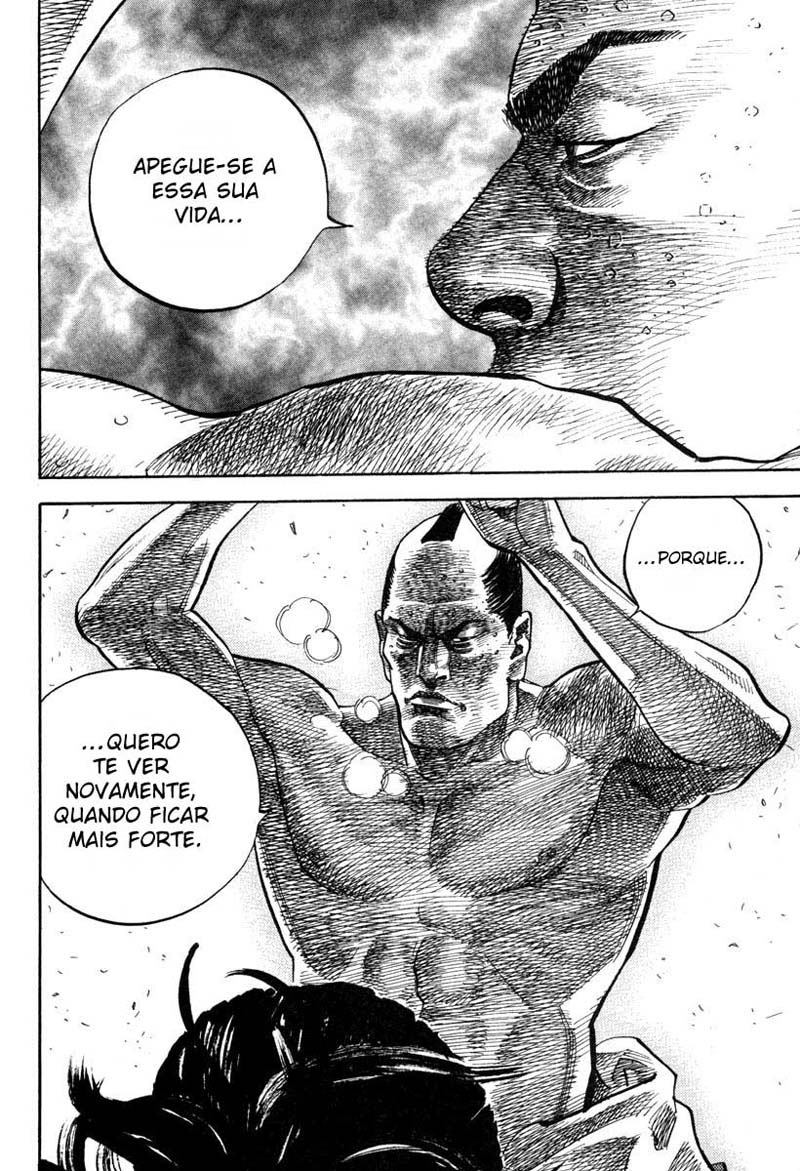 APEGUE-SE A
ESSA SUA
VIDA...
...PORQUE...
...QUERO
TE VER
NOVAMENTE,
QUANDO FICAR
MAIS FORTE.